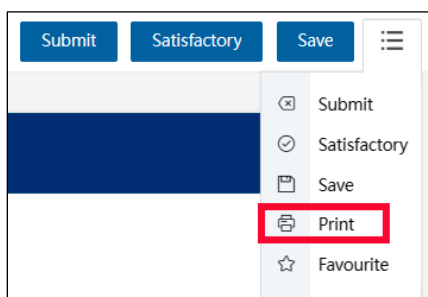 Submit Satisfactory Save
Submit
Satisfactory
Save
Print
Favourite